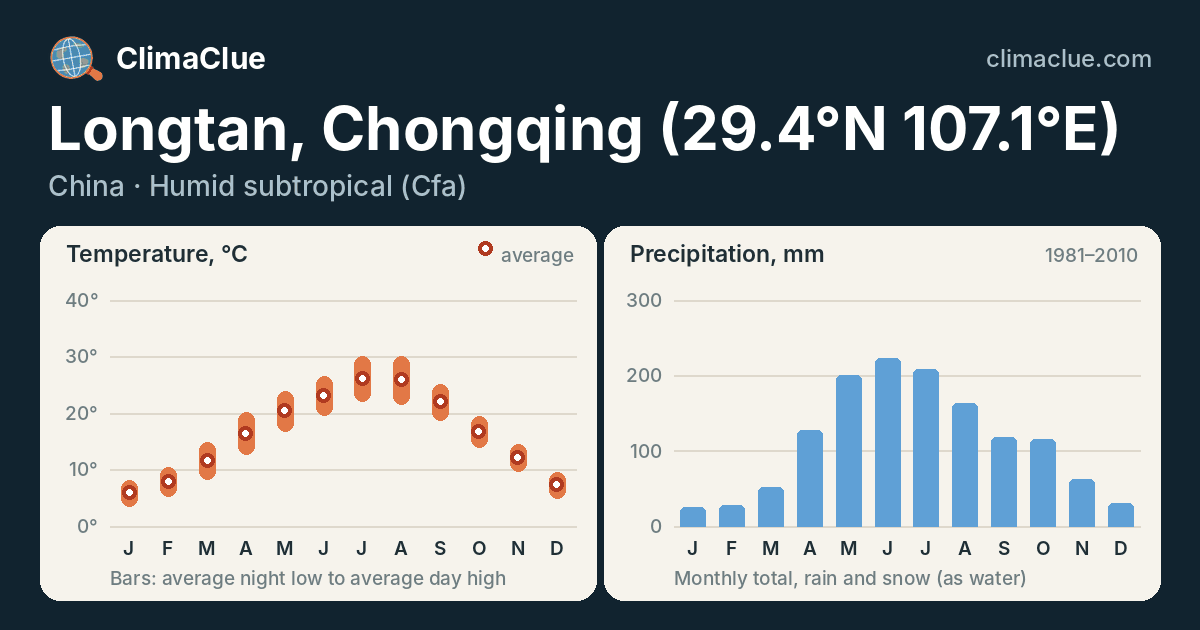 ClimaClue
climaclue.com
Longtan, Chongqing (29.4°N 107.1°E)
China · Humid subtropical (Cfa)
Temperature, °C
average
40°
30°
20°
10°
0°
J F M A M J J A S O N D
Bars: average night low to average day high
Precipitation, mm
1981–2010
300
200
100
0
J F M A M J J A S O N D
Monthly total, rain and snow (as water)